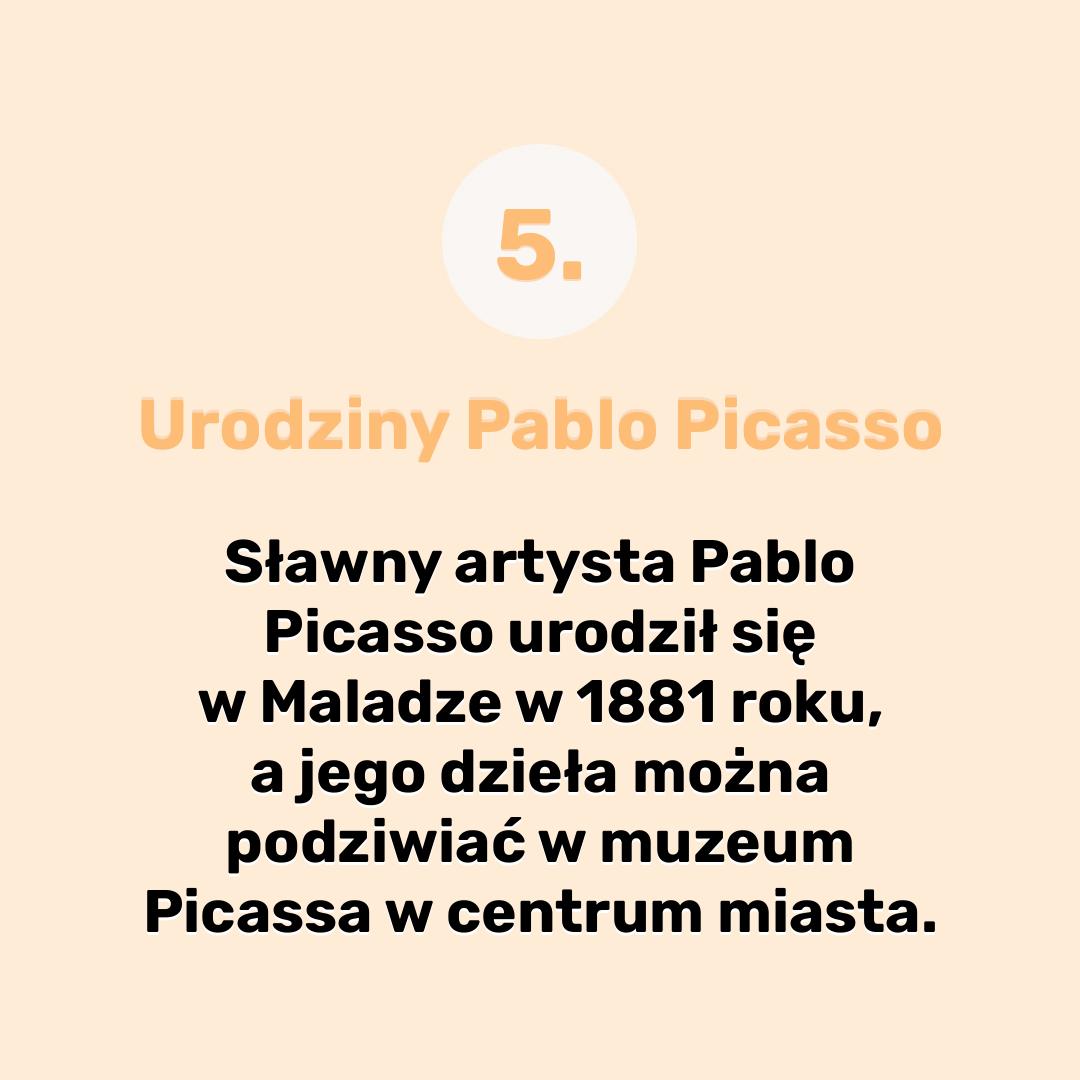 5.
Urodziny Pablo Picasso
Sławny artysta Pablo
Picasso urodził się
w Maladze w 1881 roku,
a jego dzieła można
podziwiać w muzeum
Picassa w centrum miasta.